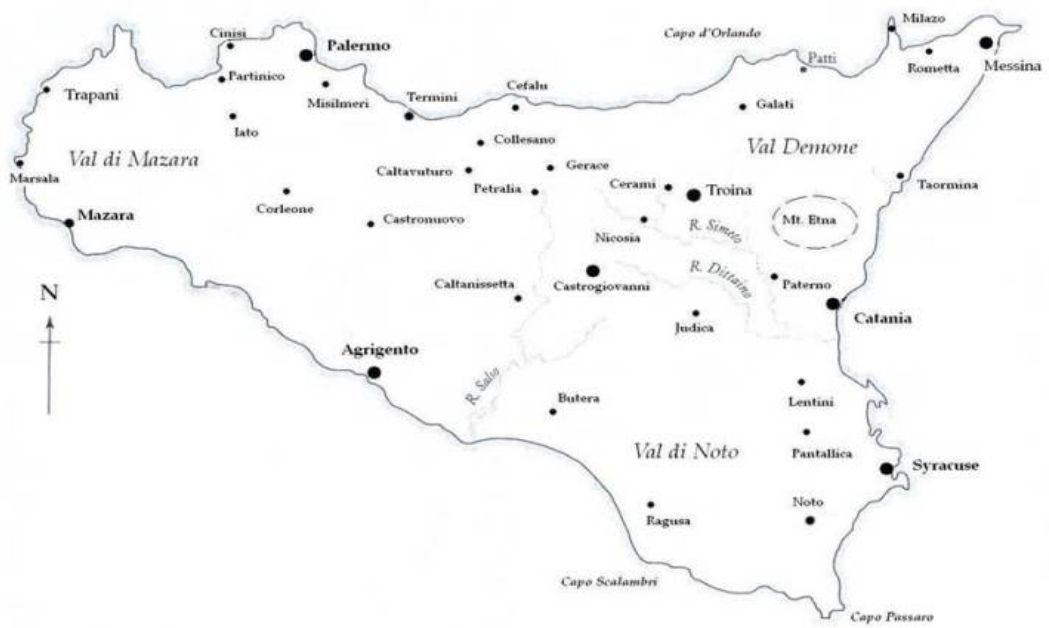 Milazo
Cinisi
Capo d'Orlando
Palermo
Patti
Rometta
Messina
Partinico
Trapani
Misilmeri
Termini
Cefalu
Galati
Iato
Collesano
Val di Mazara
Val Demone
Marsala
Caltavuturo
Gerace
Petralia
Cerami
Troina
Taormina
Corleone
Mazara
Castronuovo
Mt. Etna
Nicosia
R. Simeto
R. Dittaino
N
Caltanissetta
Castrogiovanni
Paterno
Catania
Judica
Agrigento
R. Salso
Butera
Lentini
Val di Noto
Pantallica
Syracuse
Noto
Ragusa
Capo Scalambri
Capo Passaro